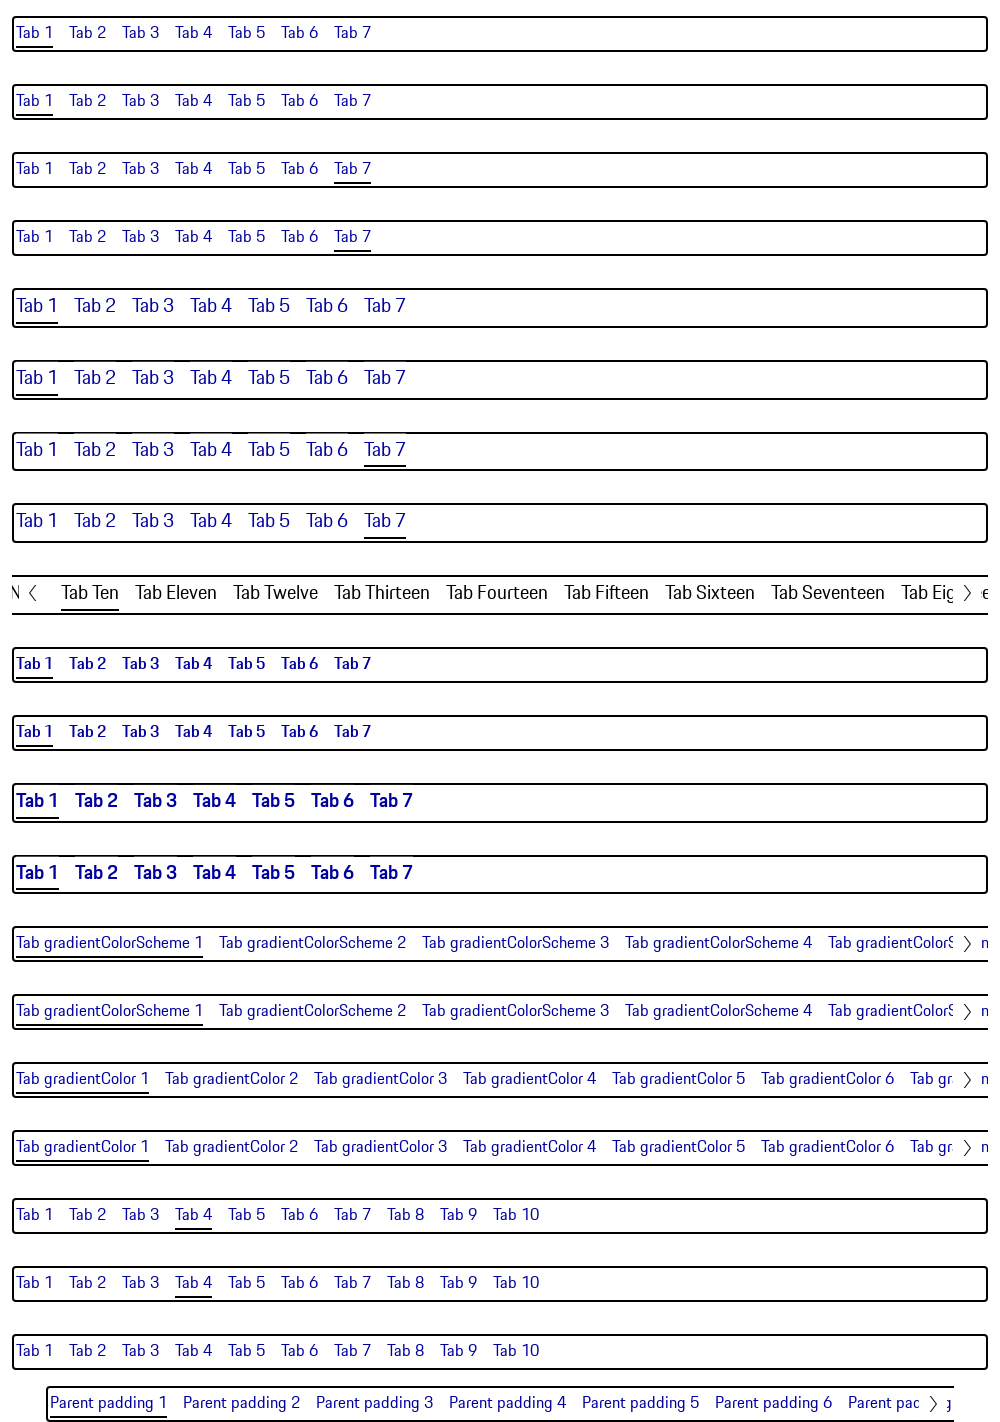 Tab 1 Tab 2 Tab 3 Tab 4 Tab 5 Tab 6 Tab 7
Tab 1 Tab 2 Tab 3 Tab 4 Tab 5 Tab 6 Tab 7
Tab 1 Tab 2 Tab 3 Tab 4 Tab 5 Tab 6 Tab 7
Tab 1 Tab 2 Tab 3 Tab 4 Tab 5 Tab 6 Tab 7
Tab 1 Tab 2 Tab 3 Tab 4 Tab 5 Tab 6 Tab 7
Tab 1 Tab 2 Tab 3 Tab 4 Tab 5 Tab 6 Tab 7
Tab 1 Tab 2 Tab 3 Tab 4 Tab 5 Tab 6 Tab 7
Tab 1 Tab 2 Tab 3 Tab 4 Tab 5 Tab 6 Tab 7
Tab Ten Tab Eleven Tab Twelve Tab Thirteen Tab Fourteen Tab Fifteen Tab Sixteen Tab Seventeen Tab Eig
Tab 1 Tab 2 Tab 3 Tab 4 Tab 5 Tab 6 Tab 7
Tab 1 Tab 2 Tab 3 Tab 4 Tab 5 Tab 6 Tab 7
Tab 1 Tab 2 Tab 3 Tab 4 Tab 5 Tab 6 Tab 7
Tab 1 Tab 2 Tab 3 Tab 4 Tab 5 Tab 6 Tab 7
Tab gradientColorScheme 1 Tab gradientColorScheme 2 Tab gradientColorScheme 3 Tab gradientColorScheme 4 Tab gradientColorS
Tab gradientColorScheme 1 Tab gradientColorScheme 2 Tab gradientColorScheme 3 Tab gradientColorScheme 4 Tab gradientColorS
Tab gradientColor 1 Tab gradientColor 2 Tab gradientColor 3 Tab gradientColor 4 Tab gradientColor 5 Tab gradientColor 6 Tab gr
Tab gradientColor 1 Tab gradientColor 2 Tab gradientColor 3 Tab gradientColor 4 Tab gradientColor 5 Tab gradientColor 6 Tab gr
Tab 1 Tab 2 Tab 3 Tab 4 Tab 5 Tab 6 Tab 7 Tab 8 Tab 9 Tab 10
Tab 1 Tab 2 Tab 3 Tab 4 Tab 5 Tab 6 Tab 7 Tab 8 Tab 9 Tab 10
Tab 1 Tab 2 Tab 3 Tab 4 Tab 5 Tab 6 Tab 7 Tab 8 Tab 9 Tab 10
Parent padding 1 Parent padding 2 Parent padding 3 Parent padding 4 Parent padding 5 Parent padding 6 Parent pad